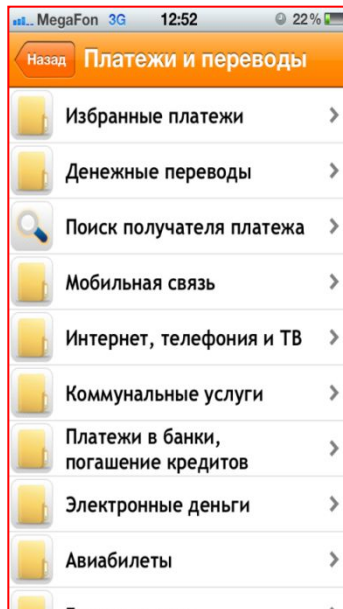 MegaFon 3G 12:52 22%
Назад Платежи и переводы
Избранные платежи
Денежные переводы
Поиск получателя платежа
Мобильная связь
Интернет, телефония и ТВ
Коммунальные услуги
Платежи в банки,
погашение кредитов
Электронные деньги
Авиабилеты